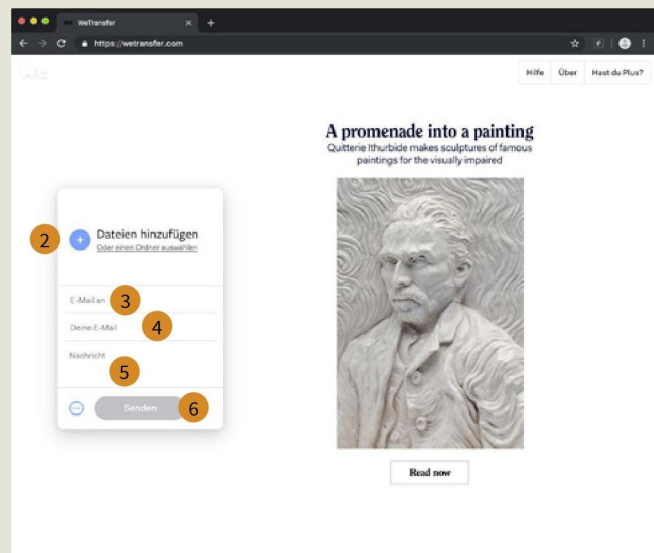 WeTransfer
https://wetransfer.com
We
Hilfe Über Hast du Plus?
A promenade into a painting
Quitterie Ithurbide makes sculptures of famous
paintings for the visually impaired
2
Dateien hinzufügen
Oder einen Ordner auswählen
E-Mail an 3
Deine E-Mail 4
Nachricht
5
Senden 6
Read now